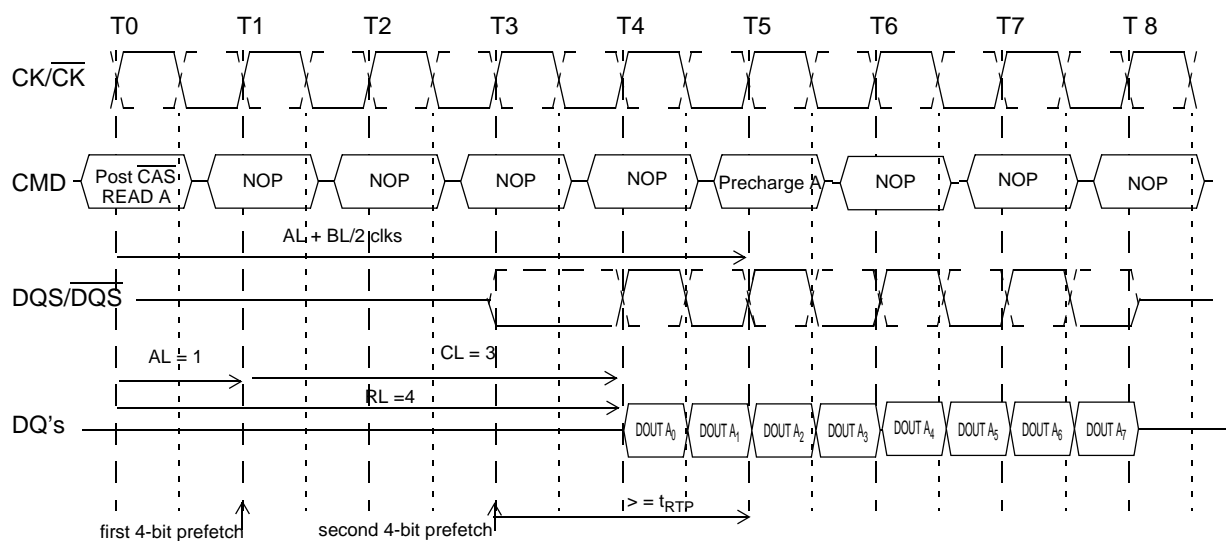 T0 T1 T2 T3 T4 T5 T6 T7 T 8
CK/CK
CMD
Post CAS
READ A
NOP
NOP
NOP
NOP
Precharge A
NOP
NOP
NOP
AL + BL/2 clks
DQS/DQS
AL = 1
CL = 3
RL =4
DQ's
DOUT A0
DOUT A1
DOUT A2
DOUT A3
DOUT A4
DOUT A5
DOUT A6
DOUT A7
> = tRTP
first 4-bit prefetch
second 4-bit prefetch